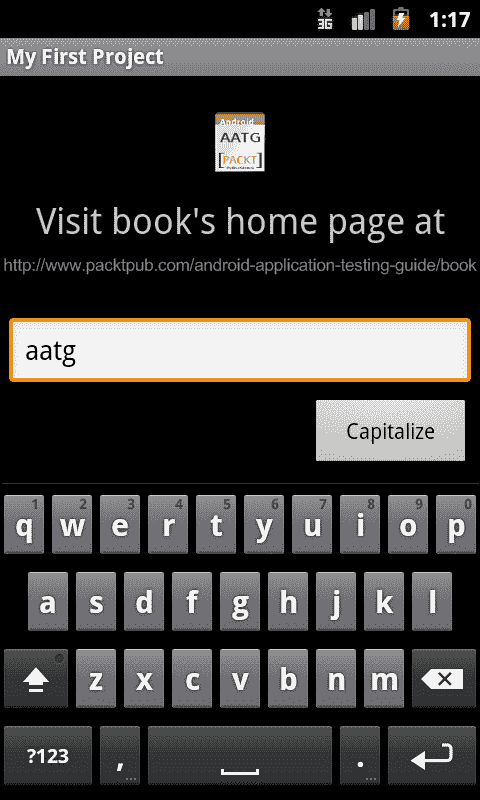 3G 1:17
My First Project
Android
AATG
[PACKT]
PUBLISHING
Visit book's home page at
http://www.packtpub.com/android-application-testing-guide/book
aatg
Capitalize
1 2 3 4 5 6 7 8 9 0
q w e r t y u i o p
a s d f g h j k l
z x c v b n m
?123 , ... . ...